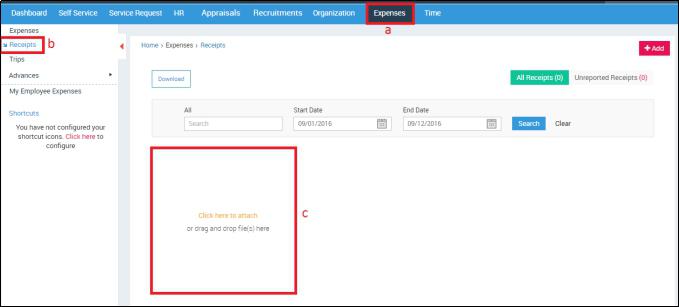 Dashboard Self Service Service Request HR Appraisals Recruitments Organization Expenses Time
a
Expenses
Receipts b
Trips
Advances
My Employee Expenses
Shortcuts
You have not configured your
shortcut icons. Click here to
configure
Home › Expenses › Receipts
+ Add
Download
All Receipts (0) Unreported Receipts (0)
All Start Date End Date
Search 09/01/2016 09/12/2016 Search Clear
Click here to attach
or drag and drop file(s) here
c